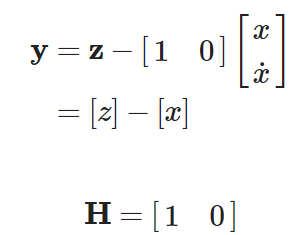 y = z − [1 0] [x ẋ]
= [z] − [x]
H = [1 0]